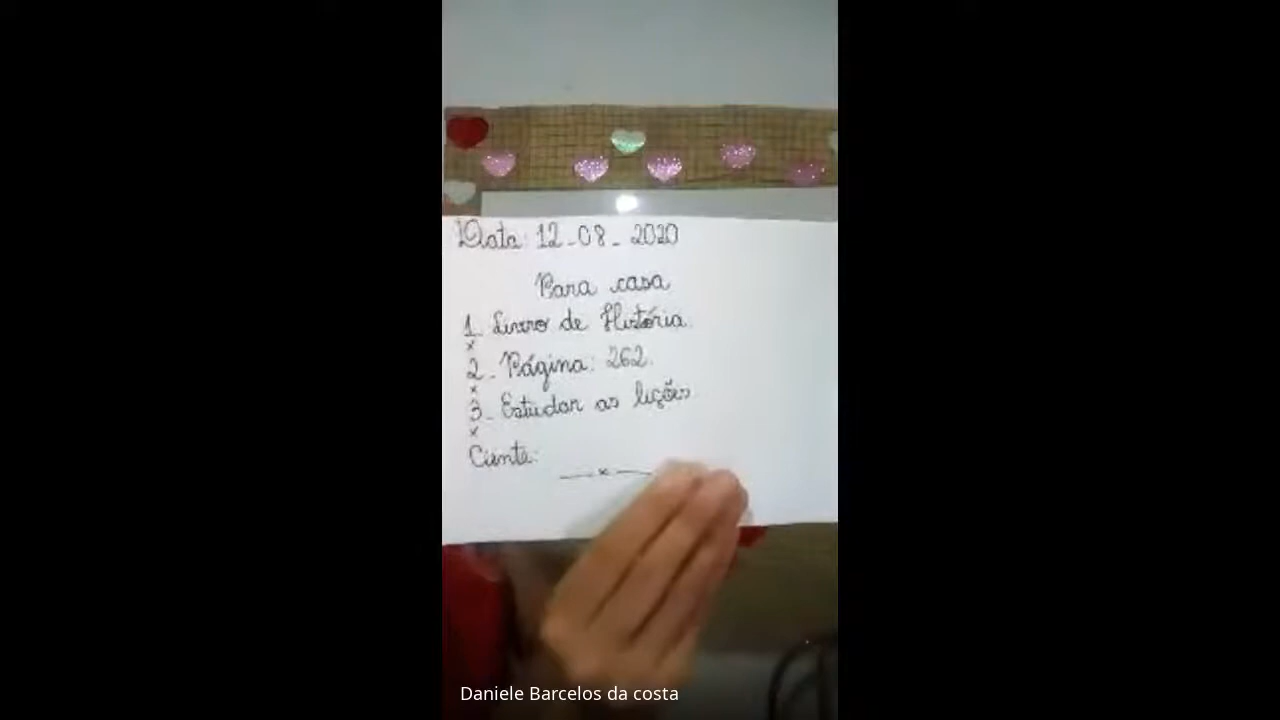 Data: 12-08-2020
Para casa
1- Livro de História.
x
2- Página: 262.
x
3- Estudar as lições
x
Ciente:
x
Daniele Barcelos da costa